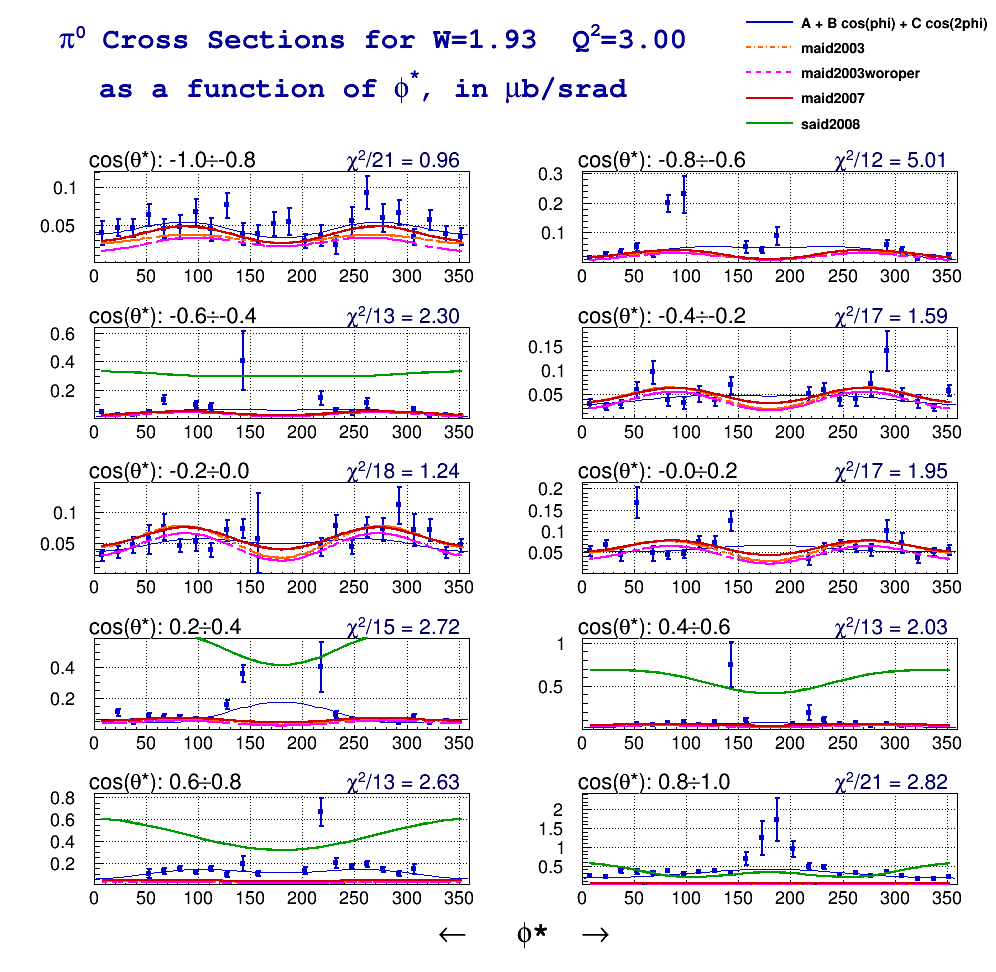 π⁰ Cross Sections for W=1.93 Q²=3.00
as a function of ϕ*, in μb/srad
A + B cos(phi) + C cos(2phi)
maid2003
maid2003woroper
maid2007
said2008
cos(θ*): -1.0÷-0.8 χ²/21 = 0.96
0.1
0.05
0 50 100 150 200 250 300 350
cos(θ*): -0.8÷-0.6 χ²/12 = 5.01
0.3
0.2
0.1
0 50 100 150 200 250 300 350
cos(θ*): -0.6÷-0.4 χ²/13 = 2.30
0.6
0.4
0.2
0 50 100 150 200 250 300 350
cos(θ*): -0.4÷-0.2 χ²/17 = 1.59
0.15
0.1
0.05
0 50 100 150 200 250 300 350
cos(θ*): -0.2÷0.0 χ²/18 = 1.24
0.1
0.05
0 50 100 150 200 250 300 350
cos(θ*): -0.0÷0.2 χ²/17 = 1.95
0.2
0.15
0.1
0.05
0 50 100 150 200 250 300 350
cos(θ*): 0.2÷0.4 χ²/15 = 2.72
0.4
0.2
0 50 100 150 200 250 300 350
cos(θ*): 0.4÷0.6 χ²/13 = 2.03
1
0.5
0 50 100 150 200 250 300 350
cos(θ*): 0.6÷0.8 χ²/13 = 2.63
0.8
0.6
0.4
0.2
0 50 100 150 200 250 300 350
cos(θ*): 0.8÷1.0 χ²/21 = 2.82
2
1.5
1
0.5
0 50 100 150 200 250 300 350
← ϕ* →